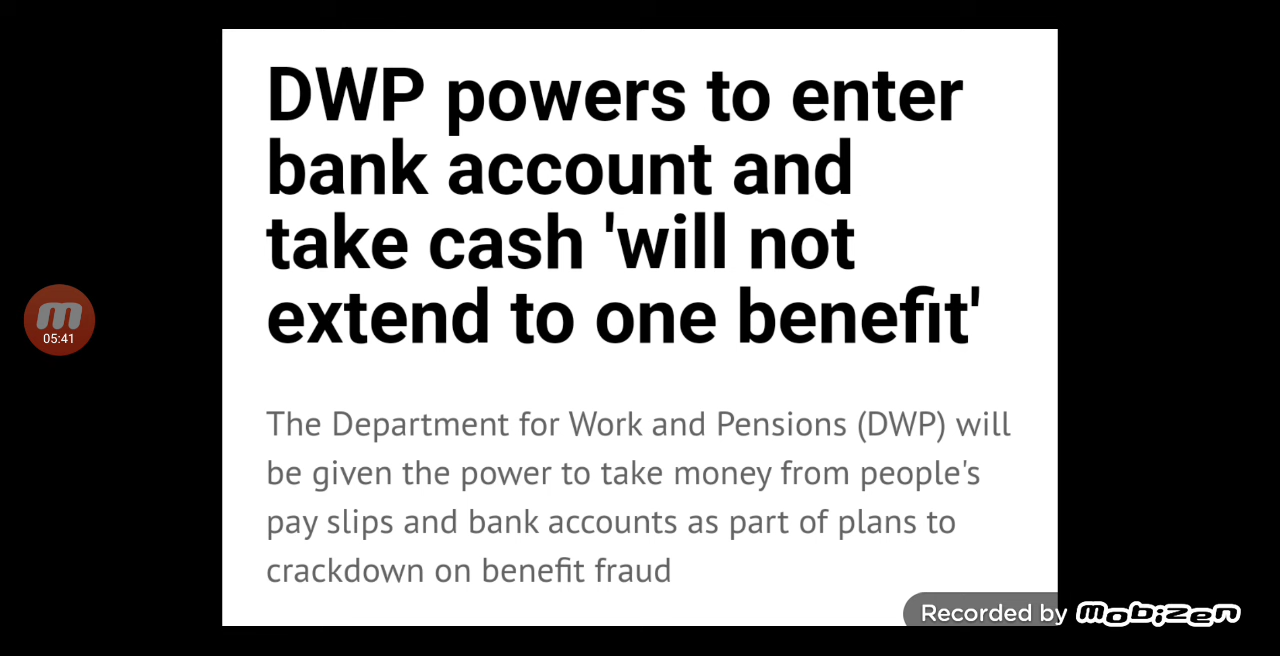 DWP powers to enter
bank account and
take cash 'will not
extend to one benefit'
The Department for Work and Pensions (DWP) will
be given the power to take money from people's
pay slips and bank accounts as part of plans to
crackdown on benefit fraud
m
05:41
Recorded by mobizen